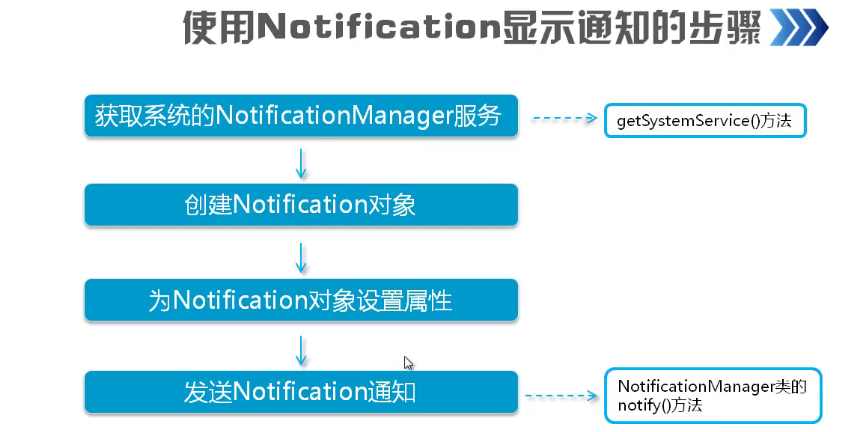 使用Notification显示通知的步骤
获取系统的NotificationManager服务
getSystemService()方法
创建Notification对象
为Notification对象设置属性
发送Notification通知
NotificationManager类的
notify()方法